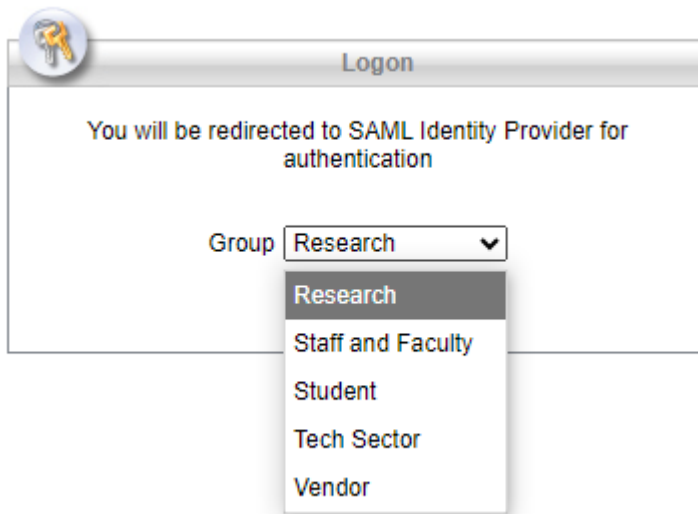 Logon
You will be redirected to SAML Identity Provider for
authentication
Group Research
Research
Staff and Faculty
Student
Tech Sector
Vendor